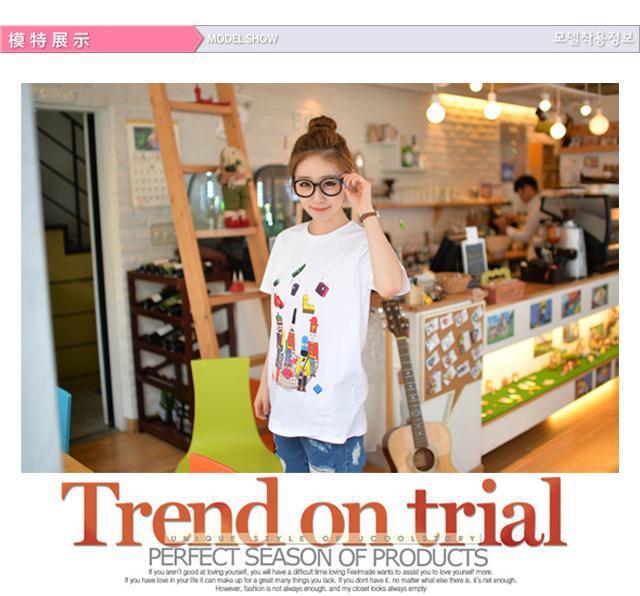 模特展示
MODEL SHOW
모델착용정보
Trend on trial
UNIQUE STYLE OF JCOOLSTORY
PERFECT SEASON OF PRODUCTS
If you aren't good at loving yourself, you will have a difficult time loving Feelmade wants to assist you to loved myself.
If you have love in your life it can make up for a great many things you lack. If you dont have it. no matter what else there is. it's not enough.
However, fashion is not always enough. and my closet looks always empty